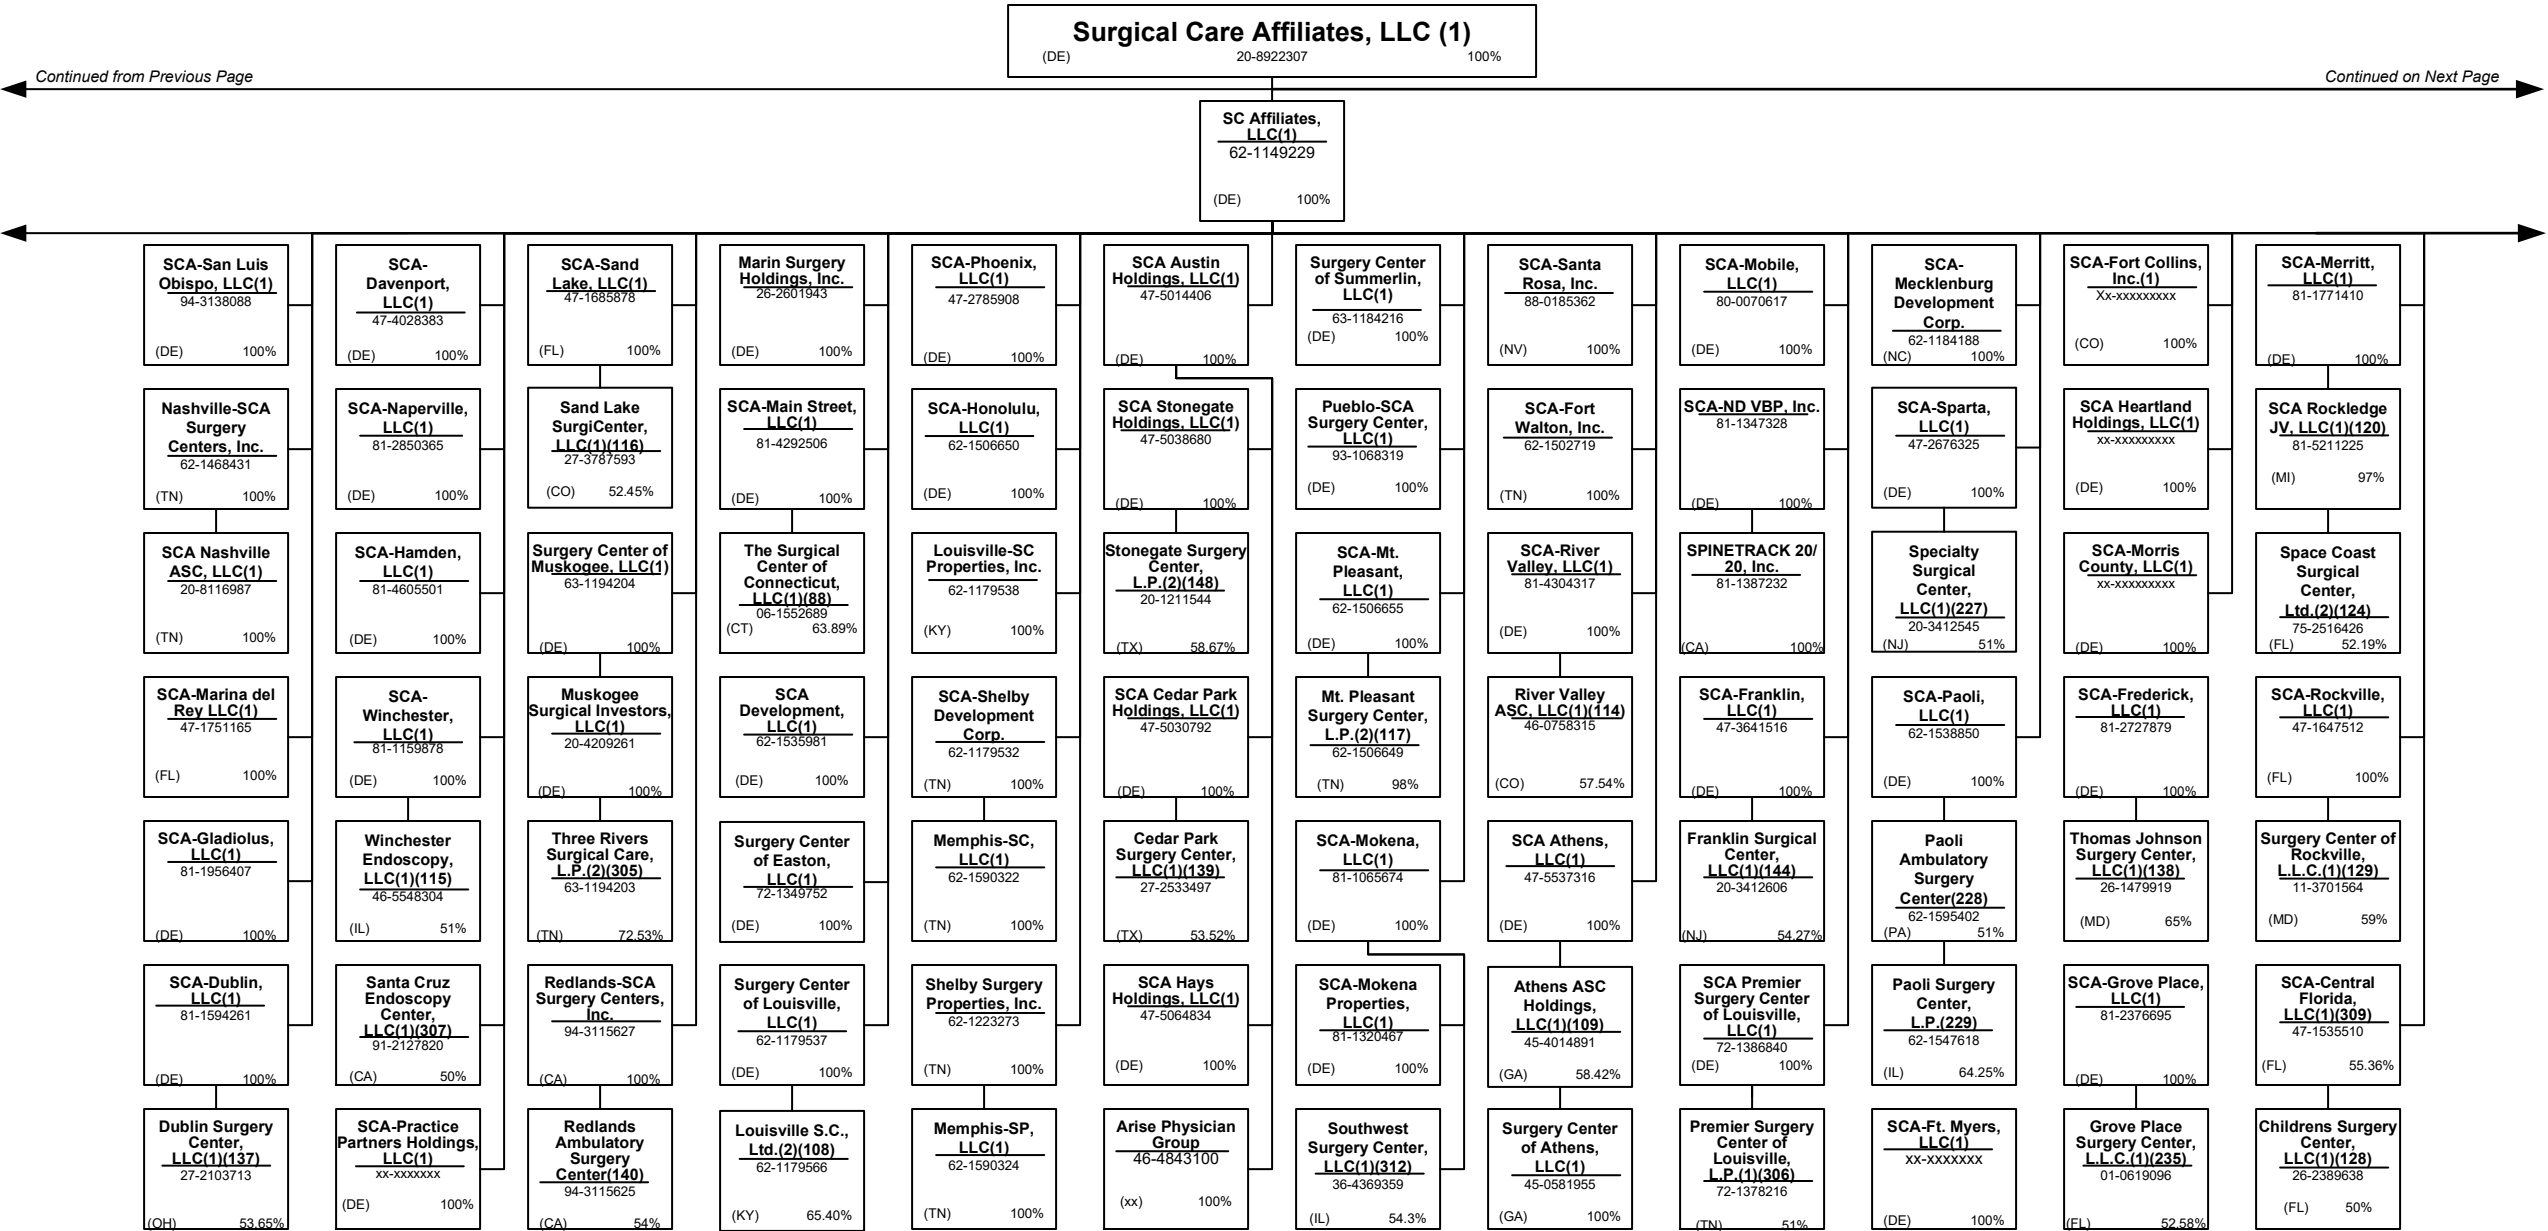 Surgical Care Affiliates, LLC (1)
(DE) 20-8922307 100%
Continued from Previous Page
Continued on Next Page
SC Affiliates,
LLC(1)
62-1149229
(DE) 100%
SCA-San Luis
Obispo, LLC(1)
94-3138088
(DE) 100%
Nashville-SCA
Surgery
Centers, Inc.
62-1468431
(TN) 100%
SCA Nashville
ASC, LLC(1)
20-8116987
(TN) 100%
SCA-Marina del
Rey LLC(1)
47-1751165
(FL) 100%
SCA-Gladiolus,
LLC(1)
81-1956407
(DE) 100%
SCA-Dublin,
LLC(1)
81-1594261
(DE) 100%
Dublin Surgery
Center,
LLC(1)(137)
27-2103713
(OH) 53.65%
SCA-
Davenport,
LLC(1)
47-4028383
(DE) 100%
SCA-Naperville,
LLC(1)
81-2850365
(DE) 100%
SCA-Hamden,
LLC(1)
81-4605501
(DE) 100%
SCA-
Winchester,
LLC(1)
81-1159878
(DE) 100%
Winchester
Endoscopy,
LLC(1)(115)
46-5548304
(IL) 51%
Santa Cruz
Endoscopy
Center,
LLC(1)(307)
91-2127820
(CA) 50%
SCA-Practice
Partners Holdings,
LLC(1)
xx-xxxxxxx
(DE) 100%
SCA-Sand
Lake, LLC(1)
47-1685878
(FL) 100%
Sand Lake
SurgiCenter,
LLC(1)(116)
27-3787593
(CO) 52.45%
Surgery Center of
Muskogee, LLC(1)
63-1194204
(DE) 100%
Muskogee
Surgical Investors,
LLC(1)
20-4209261
(DE) 100%
Three Rivers
Surgical Care,
L.P.(2)(305)
63-1194203
(TN) 72.53%
Redlands-SCA
Surgery Centers,
Inc.
94-3115627
(CA) 100%
Redlands
Ambulatory
Surgery
Center(140)
94-3115625
(CA) 54%
Marin Surgery
Holdings, Inc.
26-2601943
(DE) 100%
SCA-Main Street,
LLC(1)
81-4292506
(DE) 100%
The Surgical
Center of
Connecticut,
LLC(1)(88)
06-1552689
(CT) 63.89%
SCA
Development,
LLC(1)
62-1535981
(DE) 100%
Surgery Center
of Easton,
LLC(1)
72-1349752
(DE) 100%
Surgery Center
of Louisville,
LLC(1)
62-1179537
(DE) 100%
Louisville S.C.,
Ltd.(2)(108)
62-1179566
(KY) 65.40%
SCA-Phoenix,
LLC(1)
47-2785908
(DE) 100%
SCA-Honolulu,
LLC(1)
62-1506650
(DE) 100%
Louisville-SC
Properties, Inc.
62-1179538
(KY) 100%
SCA-Shelby
Development
Corp.
62-1179532
(TN) 100%
Memphis-SC,
LLC(1)
62-1590322
(TN) 100%
Shelby Surgery
Properties, Inc.
62-1223273
(TN) 100%
Memphis-SP,
LLC(1)
62-1590324
(TN) 100%
SCA Austin
Holdings, LLC(1)
47-5014406
(DE) 100%
SCA Stonegate
Holdings, LLC(1)
47-5038680
(DE) 100%
Stonegate Surgery
Center,
L.P.(2)(148)
20-1211544
(TX) 58.67%
SCA Cedar Park
Holdings, LLC(1)
47-5030792
(DE) 100%
Cedar Park
Surgery Center,
LLC(1)(139)
27-2533497
(TX) 53.52%
SCA Hays
Holdings, LLC(1)
47-5064834
(DE) 100%
Arise Physician
Group
46-4843100
(xx) 100%
Surgery Center
of Summerlin,
LLC(1)
63-1184216
(DE) 100%
Pueblo-SCA
Surgery Center,
LLC(1)
93-1068319
(DE) 100%
SCA-Mt.
Pleasant,
LLC(1)
62-1506655
(DE) 100%
Mt. Pleasant
Surgery Center,
L.P.(2)(117)
62-1506649
(TN) 98%
SCA-Mokena,
LLC(1)
81-1065674
(DE) 100%
SCA-Mokena
Properties,
LLC(1)
81-1320467
(DE) 100%
Southwest
Surgery Center,
LLC(1)(312)
36-4369359
(IL) 54.3%
SCA-Santa
Rosa, Inc.
88-0185362
(NV) 100%
SCA-Fort
Walton, Inc.
62-1502719
(TN) 100%
SCA-River
Valley, LLC(1)
81-4304317
(DE) 100%
River Valley
ASC, LLC(1)(114)
46-0758315
(CO) 57.54%
SCA Athens,
LLC(1)
47-5537316
(DE) 100%
Athens ASC
Holdings,
LLC(1)(109)
45-4014891
(GA) 58.42%
Surgery Center
of Athens,
LLC(1)
45-0581955
(GA) 100%
SCA-Mobile,
LLC(1)
80-0070617
(DE) 100%
SCA-ND VBP, Inc.
81-1347328
(DE) 100%
SPINETRACK 20/
20, Inc.
81-1387232
(CA) 100%
SCA-Franklin,
LLC(1)
47-3641516
(DE) 100%
Franklin Surgical
Center,
LLC(1)(144)
20-3412606
(NJ) 54.27%
SCA Premier
Surgery Center
of Louisville,
LLC(1)
72-1386840
(DE) 100%
Premier Surgery
Center of
Louisville,
L.P.(1)(306)
72-1378216
(TN) 51%
SCA-
Mecklenburg
Development
Corp.
62-1184188
(NC) 100%
SCA-Sparta,
LLC(1)
47-2676325
(DE) 100%
Specialty
Surgical
Center,
LLC(1)(227)
20-3412545
(NJ) 51%
SCA-Paoli,
LLC(1)
62-1538850
(DE) 100%
Paoli
Ambulatory
Surgery
Center(228)
62-1595402
(PA) 51%
Paoli Surgery
Center,
L.P.(229)
62-1547618
(IL) 64.25%
SCA-Ft. Myers,
LLC(1)
xx-xxxxxxx
(DE) 100%
SCA-Fort Collins,
Inc.(1)
Xx-xxxxxxxxx
(CO) 100%
SCA Heartland
Holdings, LLC(1)
xx-xxxxxxxxx
(DE) 100%
SCA-Morris
County, LLC(1)
xx-xxxxxxxxx
(DE) 100%
SCA-Frederick,
LLC(1)
81-2727879
(DE) 100%
Thomas Johnson
Surgery Center,
LLC(1)(138)
26-1479919
(MD) 65%
SCA-Grove Place,
LLC(1)
81-2376695
(DE) 100%
Grove Place
Surgery Center,
L.L.C.(1)(235)
01-0619096
(FL) 52.58%
SCA-Merritt,
LLC(1)
81-1771410
(DE) 100%
SCA Rockledge
JV, LLC(1)(120)
81-5211225
(MI) 97%
Space Coast
Surgical
Center,
Ltd.(2)(124)
75-2516426
(FL) 52.19%
SCA-Rockville,
LLC(1)
47-1647512
(FL) 100%
Surgery Center of
Rockville,
L.L.C.(1)(129)
11-3701564
(MD) 59%
SCA-Central
Florida,
LLC(1)(309)
47-1535510
(FL) 55.36%
Childrens Surgery
Center,
LLC(1)(128)
26-2389638
(FL) 50%